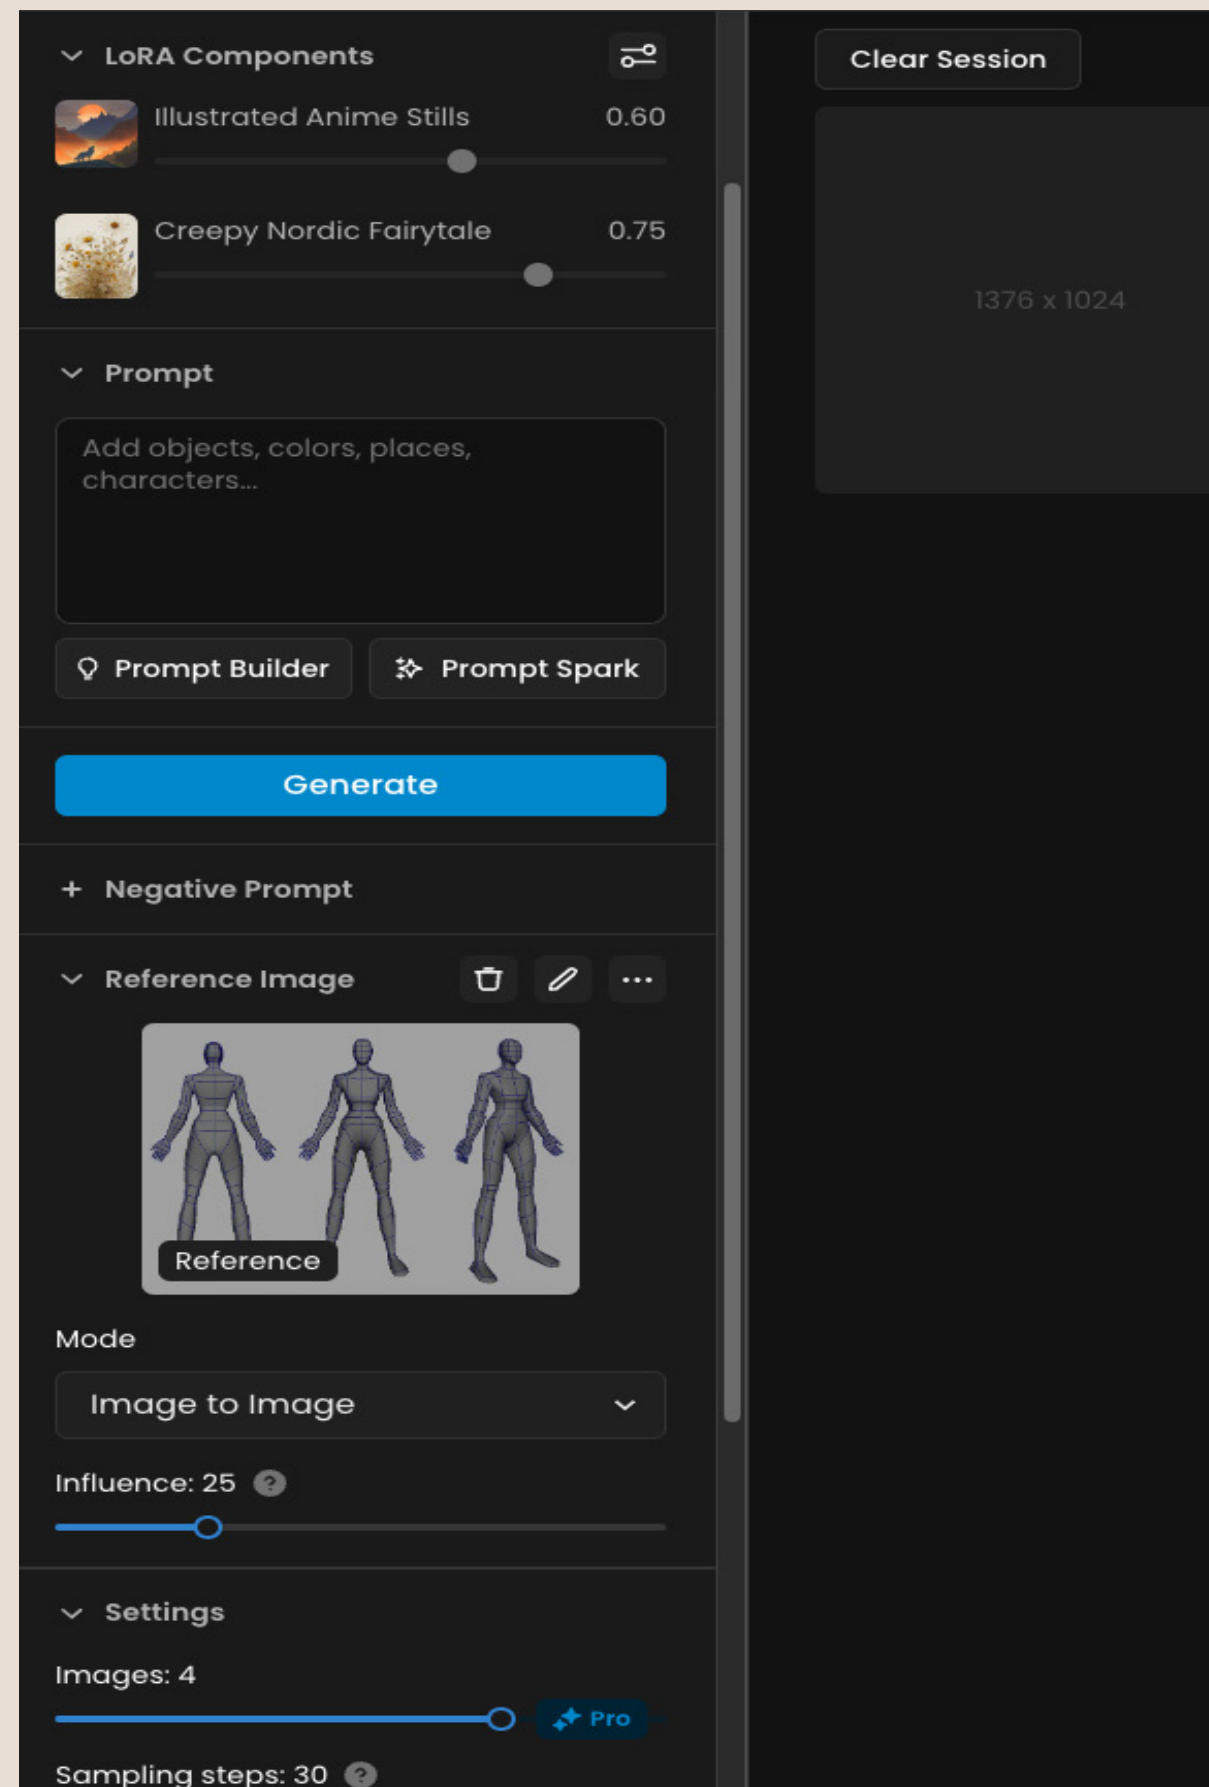 LoRA Components
Clear Session
Illustrated Anime Stills 0.60
Creepy Nordic Fairytale 0.75
1376 x 1024
Prompt
Add objects, colors, places,
characters...
Prompt Builder
Prompt Spark
Generate
+ Negative Prompt
Reference Image
Reference
Mode
Image to Image
Influence: 25 ?
Settings
Images: 4
Pro
Sampling steps: 30 ?